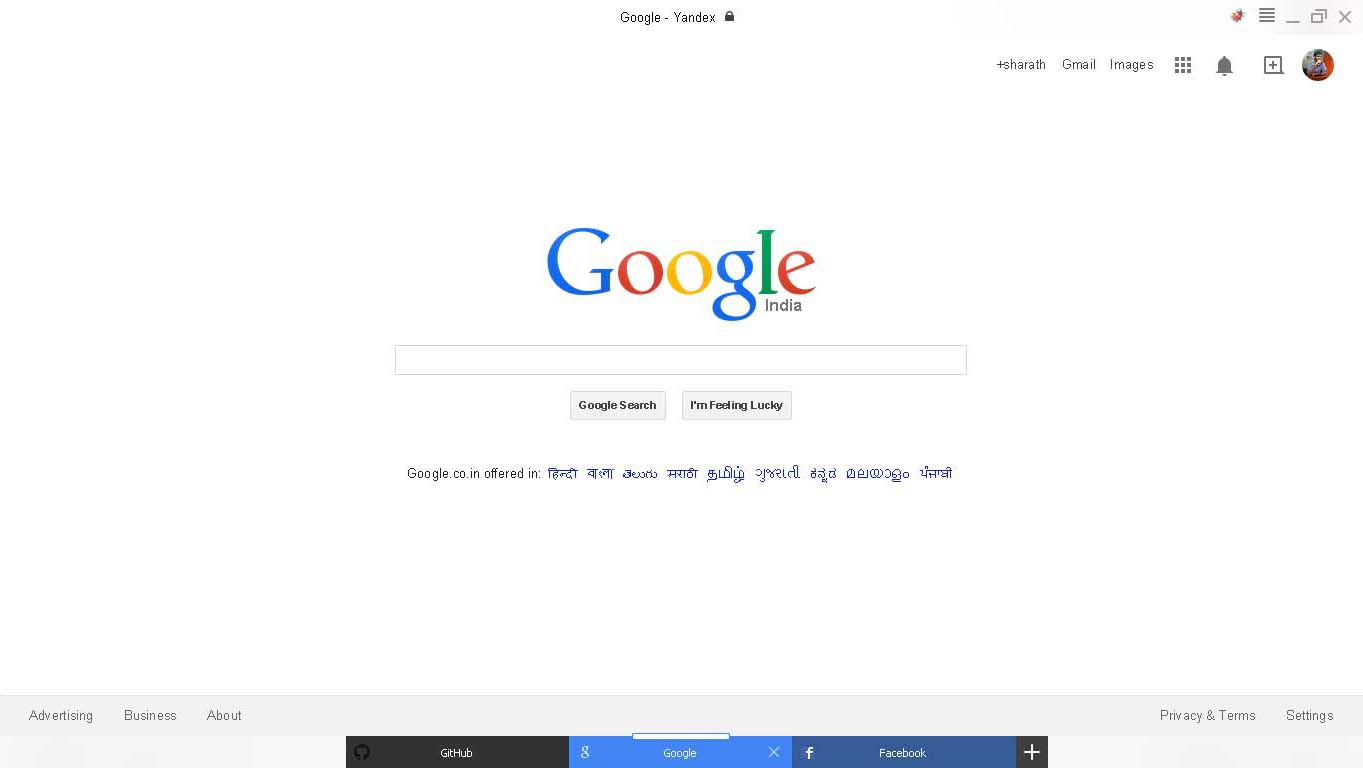 Google - Yandex
+sharath Gmail Images
Google
India
Google Search I'm Feeling Lucky
Google.co.in offered in: हिन्दी বাংলা తెలుగు मराठी தமிழ் ગુજરાતી ಕನ್ನಡ മലയാളം ਪੰਜਾਬੀ
Advertising Business About Privacy & Terms Settings
GitHub g Google f Facebook